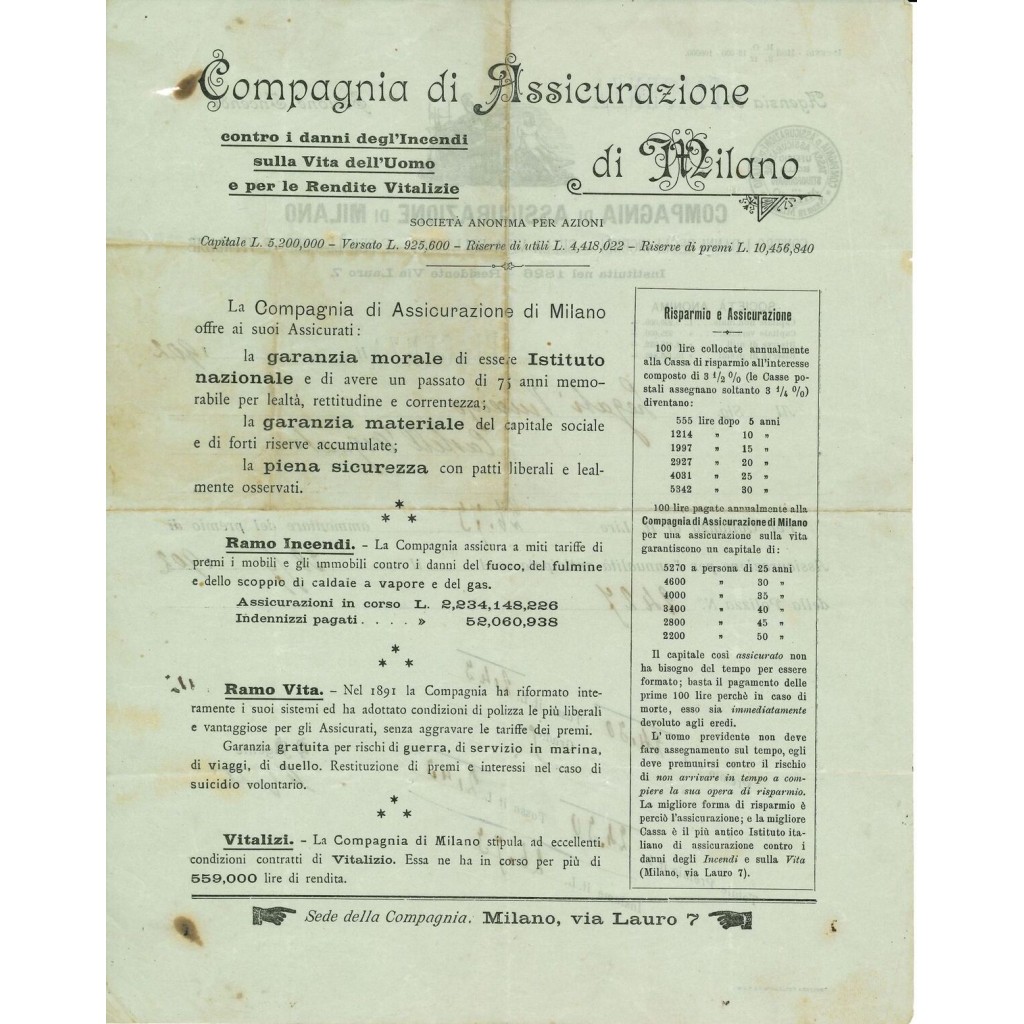 Compagnia di Assicurazione
di Milano
contro i danni degl'Incendi
sulla Vita dell'Uomo
e per le Rendite Vitalizie
SOCIETÀ ANONIMA PER AZIONI
Capitale L. 5,200,000 – Versato L. 925,600 – Riserve di utili L. 4,418,022 – Riserve di premi L. 10,456,840
La Compagnia di Assicurazione di Milano
offre ai suoi Assicurati:
la garanzia morale di essere Istituto
nazionale e di avere un passato di 75 anni memo-
rabile per lealtà, rettitudine e correntezza;
la garanzia materiale del capitale sociale
e di forti riserve accumulate;
la piena sicurezza con patti liberali e leal-
mente osservati.
* * *
Ramo Incendi. – La Compagnia assicura a miti tariffe di
premi i mobili e gli immobili contro i danni del fuoco, del fulmine
e dello scoppio di caldaie a vapore e del gas.
Assicurazioni in corso L. 2,234,148,226
Indennizzi pagati . . . . » 52,060,938
* * *
Ramo Vita. – Nel 1891 la Compagnia ha riformato inte-
ramente i suoi sistemi ed ha adottato condizioni di polizza le più liberali
e vantaggiose per gli Assicurati, senza aggravare le tariffe dei premi.
Garanzia gratuita per rischi di guerra, di servizio in marina,
di viaggi, di duello. Restituzione di premi e interessi nel caso di
suicidio volontario.
* * *
Vitalizi. – La Compagnia di Milano stipula ad eccellenti
condizioni contratti di Vitalizio. Essa ne ha in corso per più di
559,000 lire di rendita.
Risparmio e Assicurazione
100 lire collocate annualmente
alla Cassa di risparmio all'interesse
composto di 3 1/2 % (le Casse po-
stali assegnano soltanto 3 1/4 %)
diventano:
555 lire dopo 5 anni
1214 „ 10 „
1997 „ 15 „
2927 „ 20 „
4031 „ 25 „
5342 „ 30 „
100 lire pagate annualmente alla
Compagnia di Assicurazione di Milano
per una assicurazione sulla vita
garantiscono un capitale di:
5270 a persona di 25 anni
4600 „ 30 „
4000 „ 35 „
3400 „ 40 „
2800 „ 45 „
2200 „ 50 „
Il capitale così assicurato non
ha bisogno del tempo per essere
formato; basta il pagamento delle
prime 100 lire perchè in caso di
morte, esso sia immediatamente
devoluto agli eredi.
L'uomo previdente non deve
fare assegnamento sul tempo, egli
deve premunirsi contro il rischio
di non arrivare in tempo a com-
piere la sua opera di risparmio.
La migliore forma di risparmio è
perciò l'assicurazione; e la migliore
Cassa è il più antico Istituto ita-
liano di assicurazione contro i
danni degli Incendi e sulla Vita
(Milano, via Lauro 7).
Sede della Compagnia. Milano, via Lauro 7